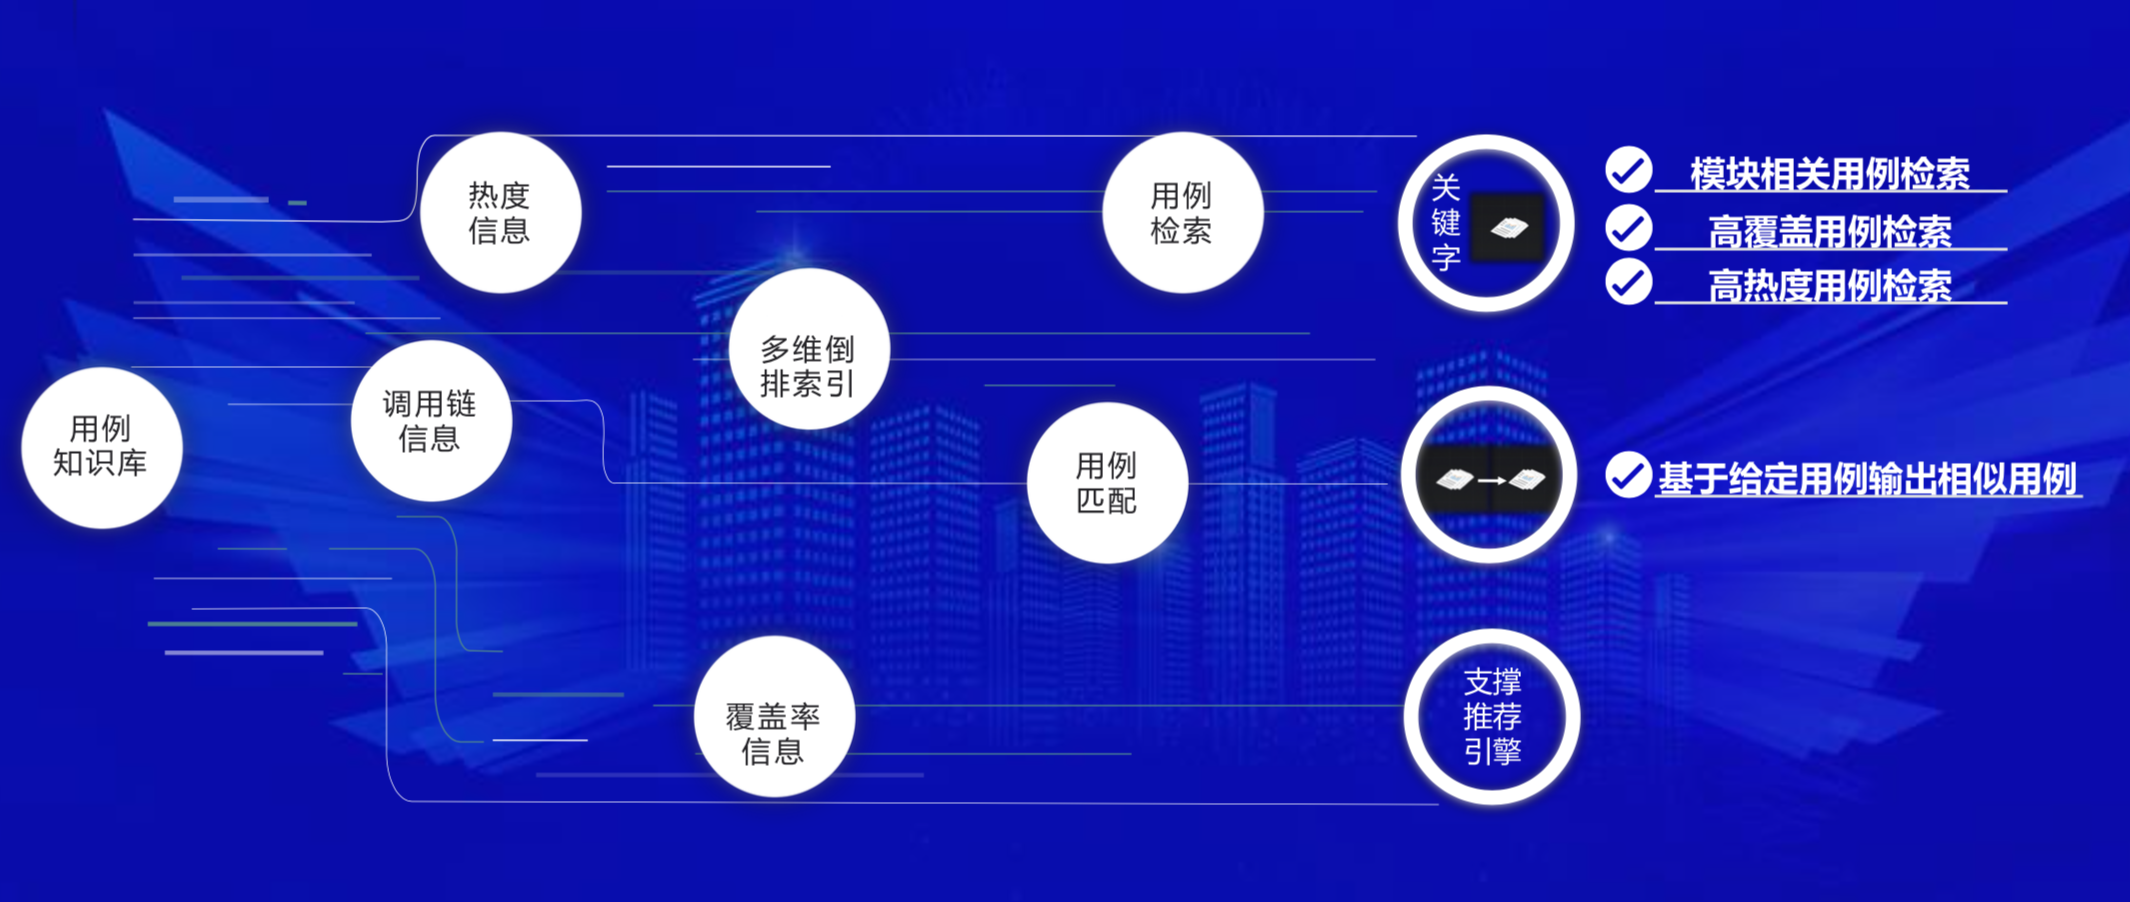 用例
知识库
热度
信息
调用链
信息
多维倒
排索引
覆盖率
信息
用例
检索
用例
匹配
关
键
字
模块相关用例检索
高覆盖用例检索
高热度用例检索
基于给定用例输出相似用例
支撑
推荐
引擎